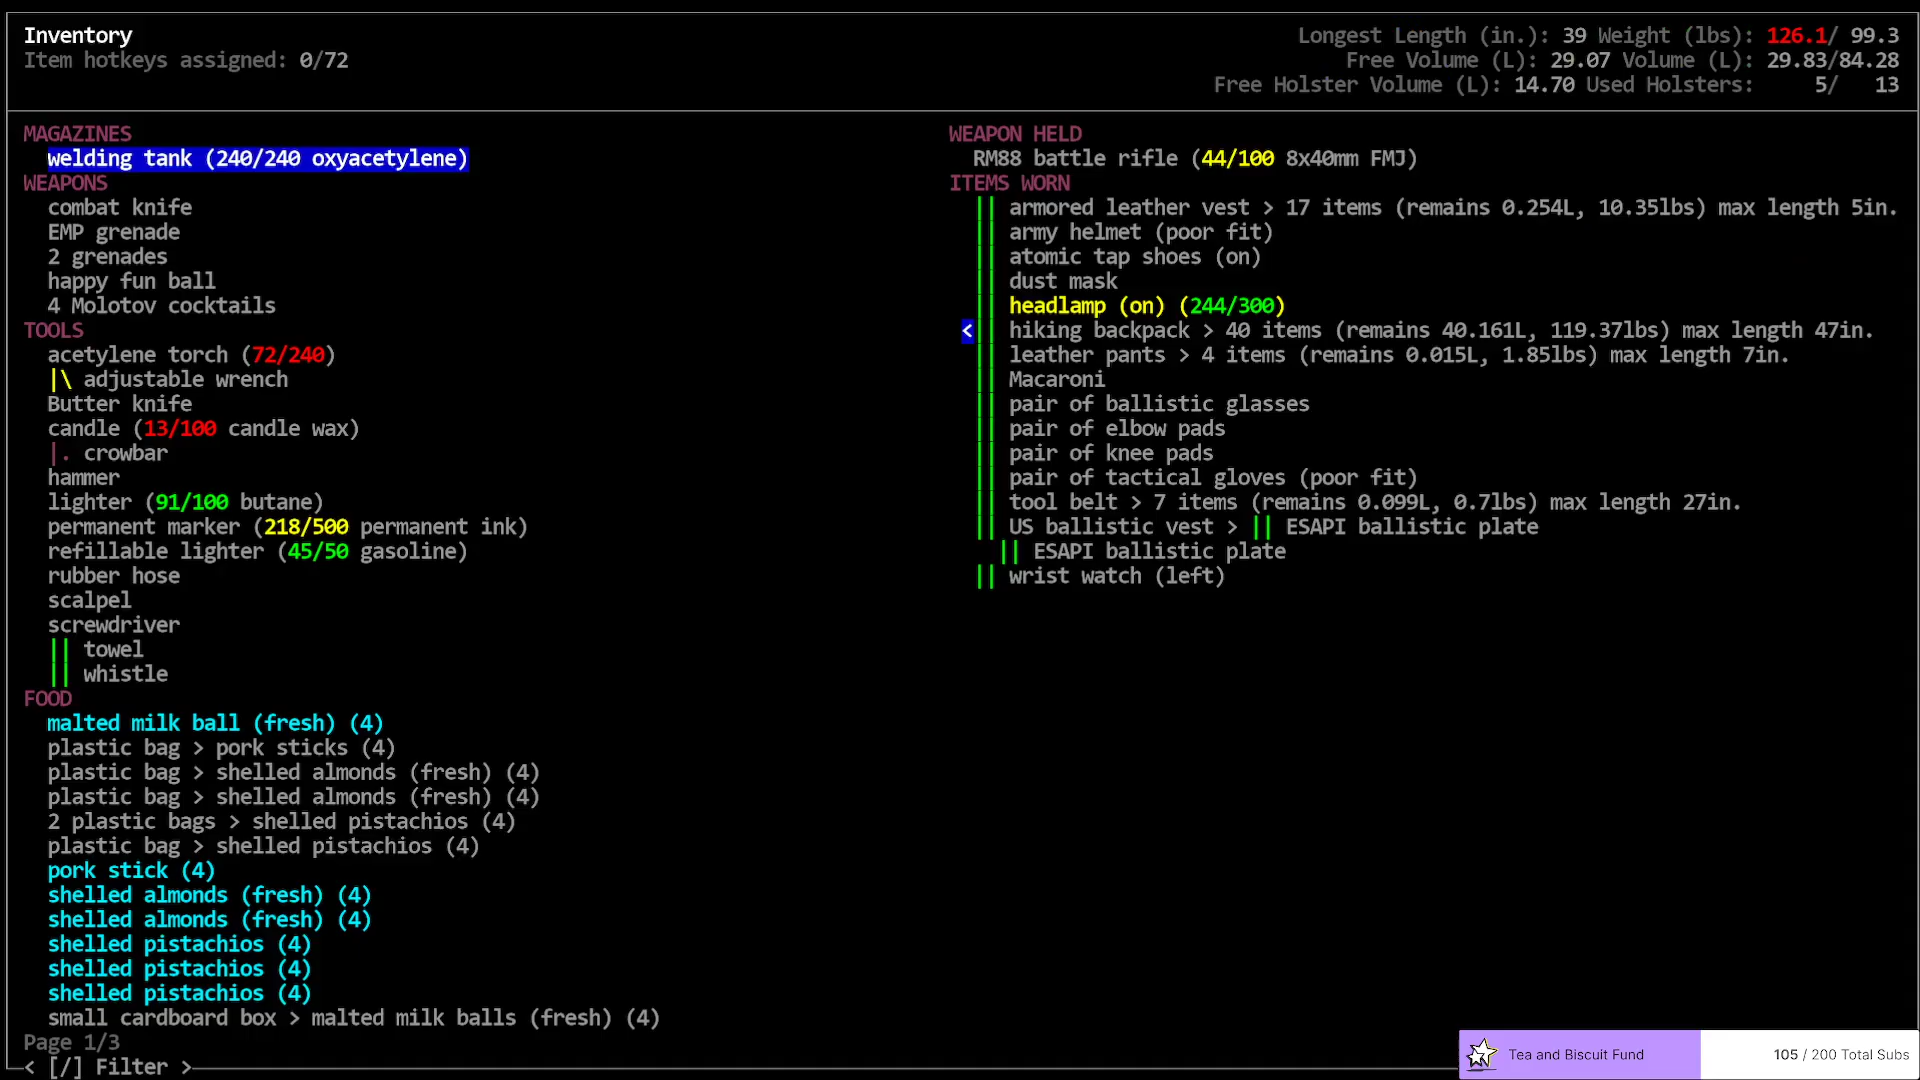 Inventory
Item hotkeys assigned: 0/72
Longest Length (in.): 39 Weight (lbs): 126.1/ 99.3
Free Volume (L): 29.07 Volume (L): 29.83/84.28
Free Holster Volume (L): 14.70 Used Holsters: 5/ 13
MAGAZINES
welding tank (240/240 oxyacetylene)
WEAPONS
combat knife
EMP grenade
2 grenades
happy fun ball
4 Molotov cocktails
TOOLS
acetylene torch (72/240)
|\ adjustable wrench
Butter knife
candle (13/100 candle wax)
|. crowbar
hammer
lighter (91/100 butane)
permanent marker (218/500 permanent ink)
refillable lighter (45/50 gasoline)
rubber hose
scalpel
screwdriver
|| towel
|| whistle
FOOD
malted milk ball (fresh) (4)
plastic bag > pork sticks (4)
plastic bag > shelled almonds (fresh) (4)
plastic bag > shelled almonds (fresh) (4)
2 plastic bags > shelled pistachios (4)
plastic bag > shelled pistachios (4)
pork stick (4)
shelled almonds (fresh) (4)
shelled almonds (fresh) (4)
shelled pistachios (4)
shelled pistachios (4)
shelled pistachios (4)
small cardboard box > malted milk balls (fresh) (4)
Page 1/3
< [/] Filter >
WEAPON HELD
RM88 battle rifle (44/100 8x40mm FMJ)
ITEMS WORN
|| armored leather vest > 17 items (remains 0.254L, 10.35lbs) max length 5in.
|| army helmet (poor fit)
|| atomic tap shoes (on)
|| dust mask
|| headlamp (on) (244/300)
< || hiking backpack > 40 items (remains 40.161L, 119.37lbs) max length 47in.
|| leather pants > 4 items (remains 0.015L, 1.85lbs) max length 7in.
|| Macaroni
|| pair of ballistic glasses
|| pair of elbow pads
|| pair of knee pads
|| pair of tactical gloves (poor fit)
|| tool belt > 7 items (remains 0.099L, 0.7lbs) max length 27in.
|| US ballistic vest > || ESAPI ballistic plate
|| ESAPI ballistic plate
|| wrist watch (left)
Tea and Biscuit Fund
105 / 200 Total Subs